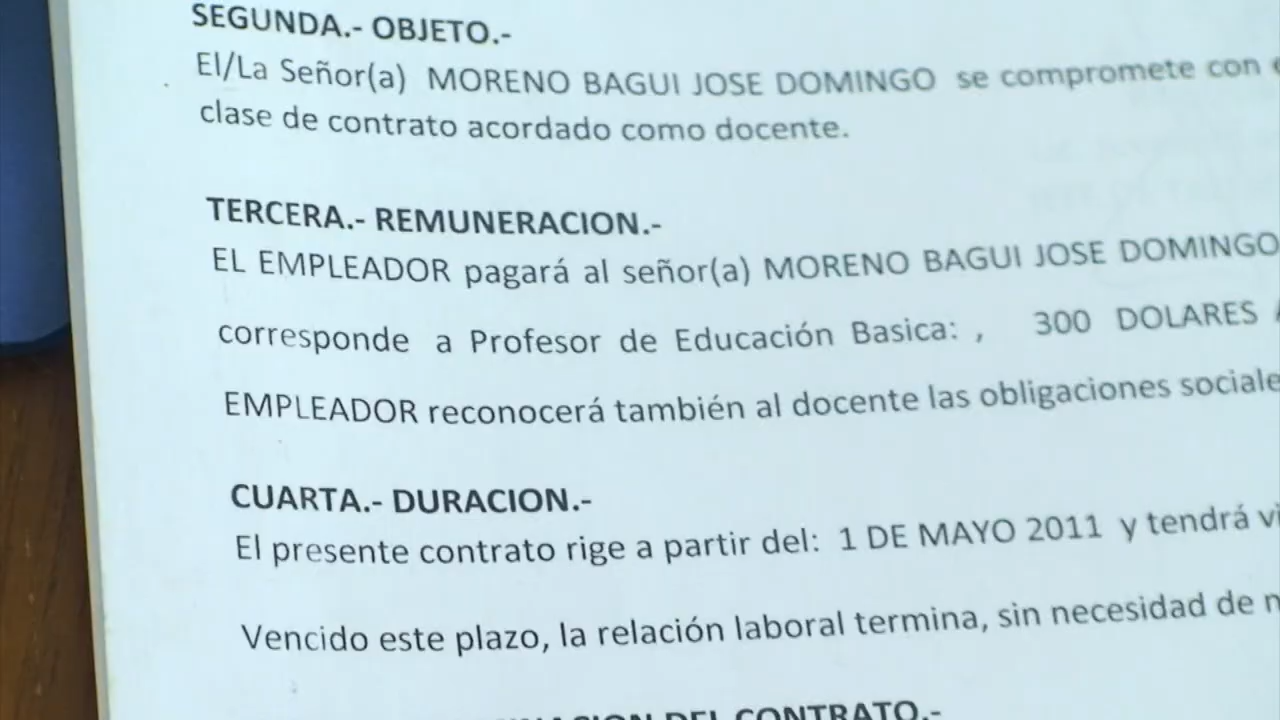 SEGUNDA.- OBJETO.-
El/La Señor(a) MORENO BAGUI JOSE DOMINGO se compromete con
clase de contrato acordado como docente.
TERCERA.- REMUNERACION.-
EL EMPLEADOR pagará al señor(a) MORENO BAGUI JOSE DOMINGO
corresponde a Profesor de Educación Basica: , 300 DOLARES
EMPLEADOR reconocerá también al docente las obligaciones sociale
CUARTA.- DURACION.-
El presente contrato rige a partir del: 1 DE MAYO 2011 y tendrá vi
Vencido este plazo, la relación laboral termina, sin necesidad de
DEL CONTRATO.-